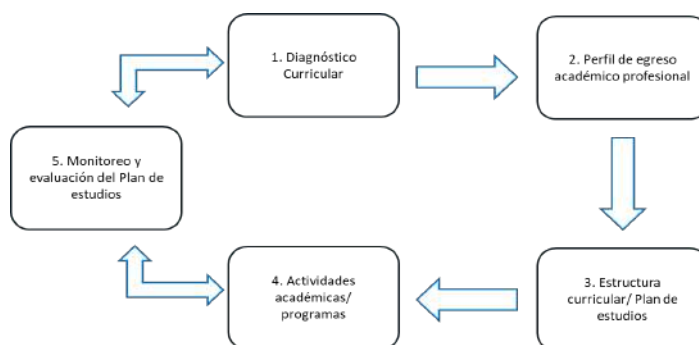 1. Diagnóstico
Curricular
2. Perfil de egreso
académico profesional
3. Estructura
curricular/ Plan de
estudios
4. Actividades
académicas/
programas
5. Monitoreo y
evaluación del Plan de
estudios